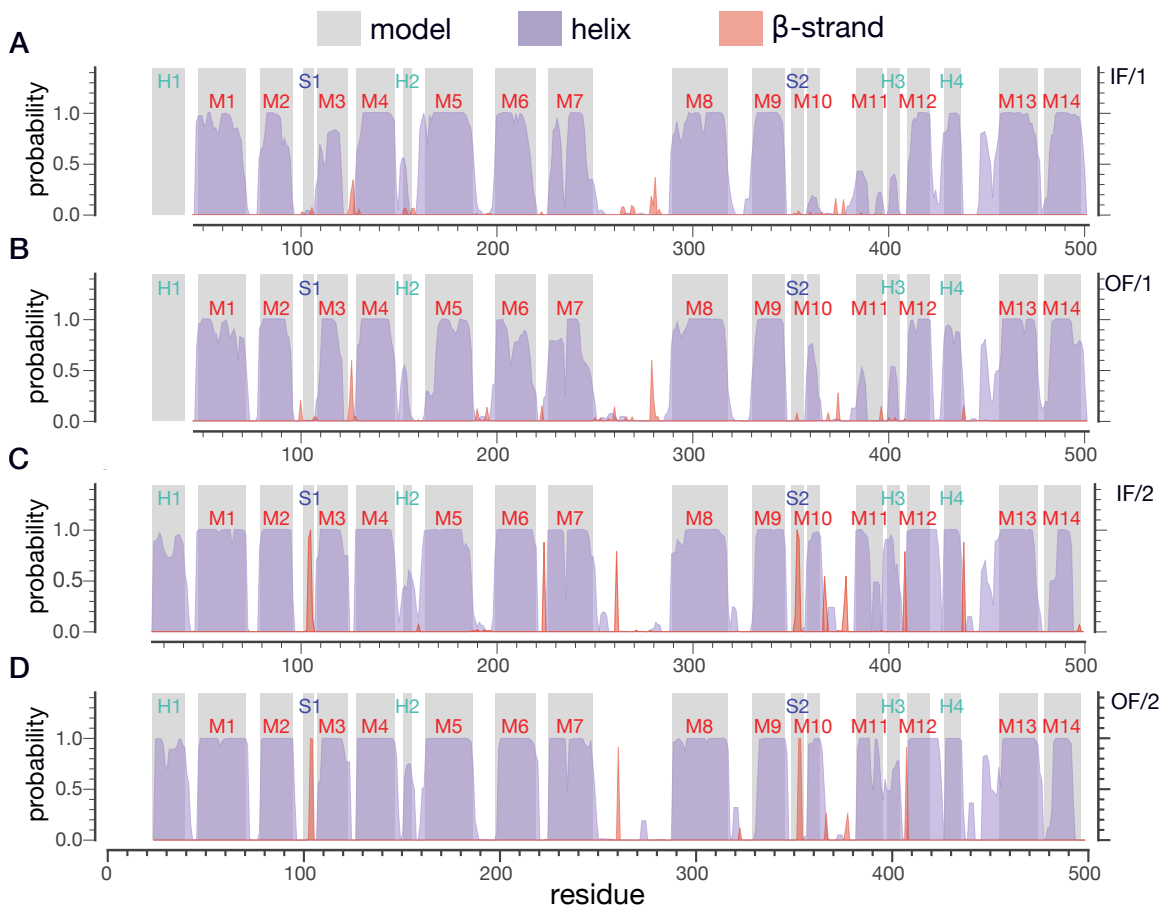 model helix β-strand
A
H1 S1 H2 S2 H3 H4 IF/1
M1 M2 M3 M4 M5 M6 M7 M8 M9 M10 M11 M12 M13 M14
probability
1.0
0.5
0.0
100 200 300 400 500
B
H1 S1 H2 S2 H3 H4 OF/1
M1 M2 M3 M4 M5 M6 M7 M8 M9 M10 M11 M12 M13 M14
probability
1.0
0.5
0.0
100 200 300 400 500
C
H1 S1 H2 S2 H3 H4 IF/2
M1 M2 M3 M4 M5 M6 M7 M8 M9 M10 M11 M12 M13 M14
probability
1.0
0.5
0.0
100 200 300 400 500
D
H1 S1 H2 S2 H3 H4 OF/2
M1 M2 M3 M4 M5 M6 M7 M8 M9 M10 M11 M12 M13 M14
probability
1.0
0.5
0.0
0 100 200 300 400 500
residue